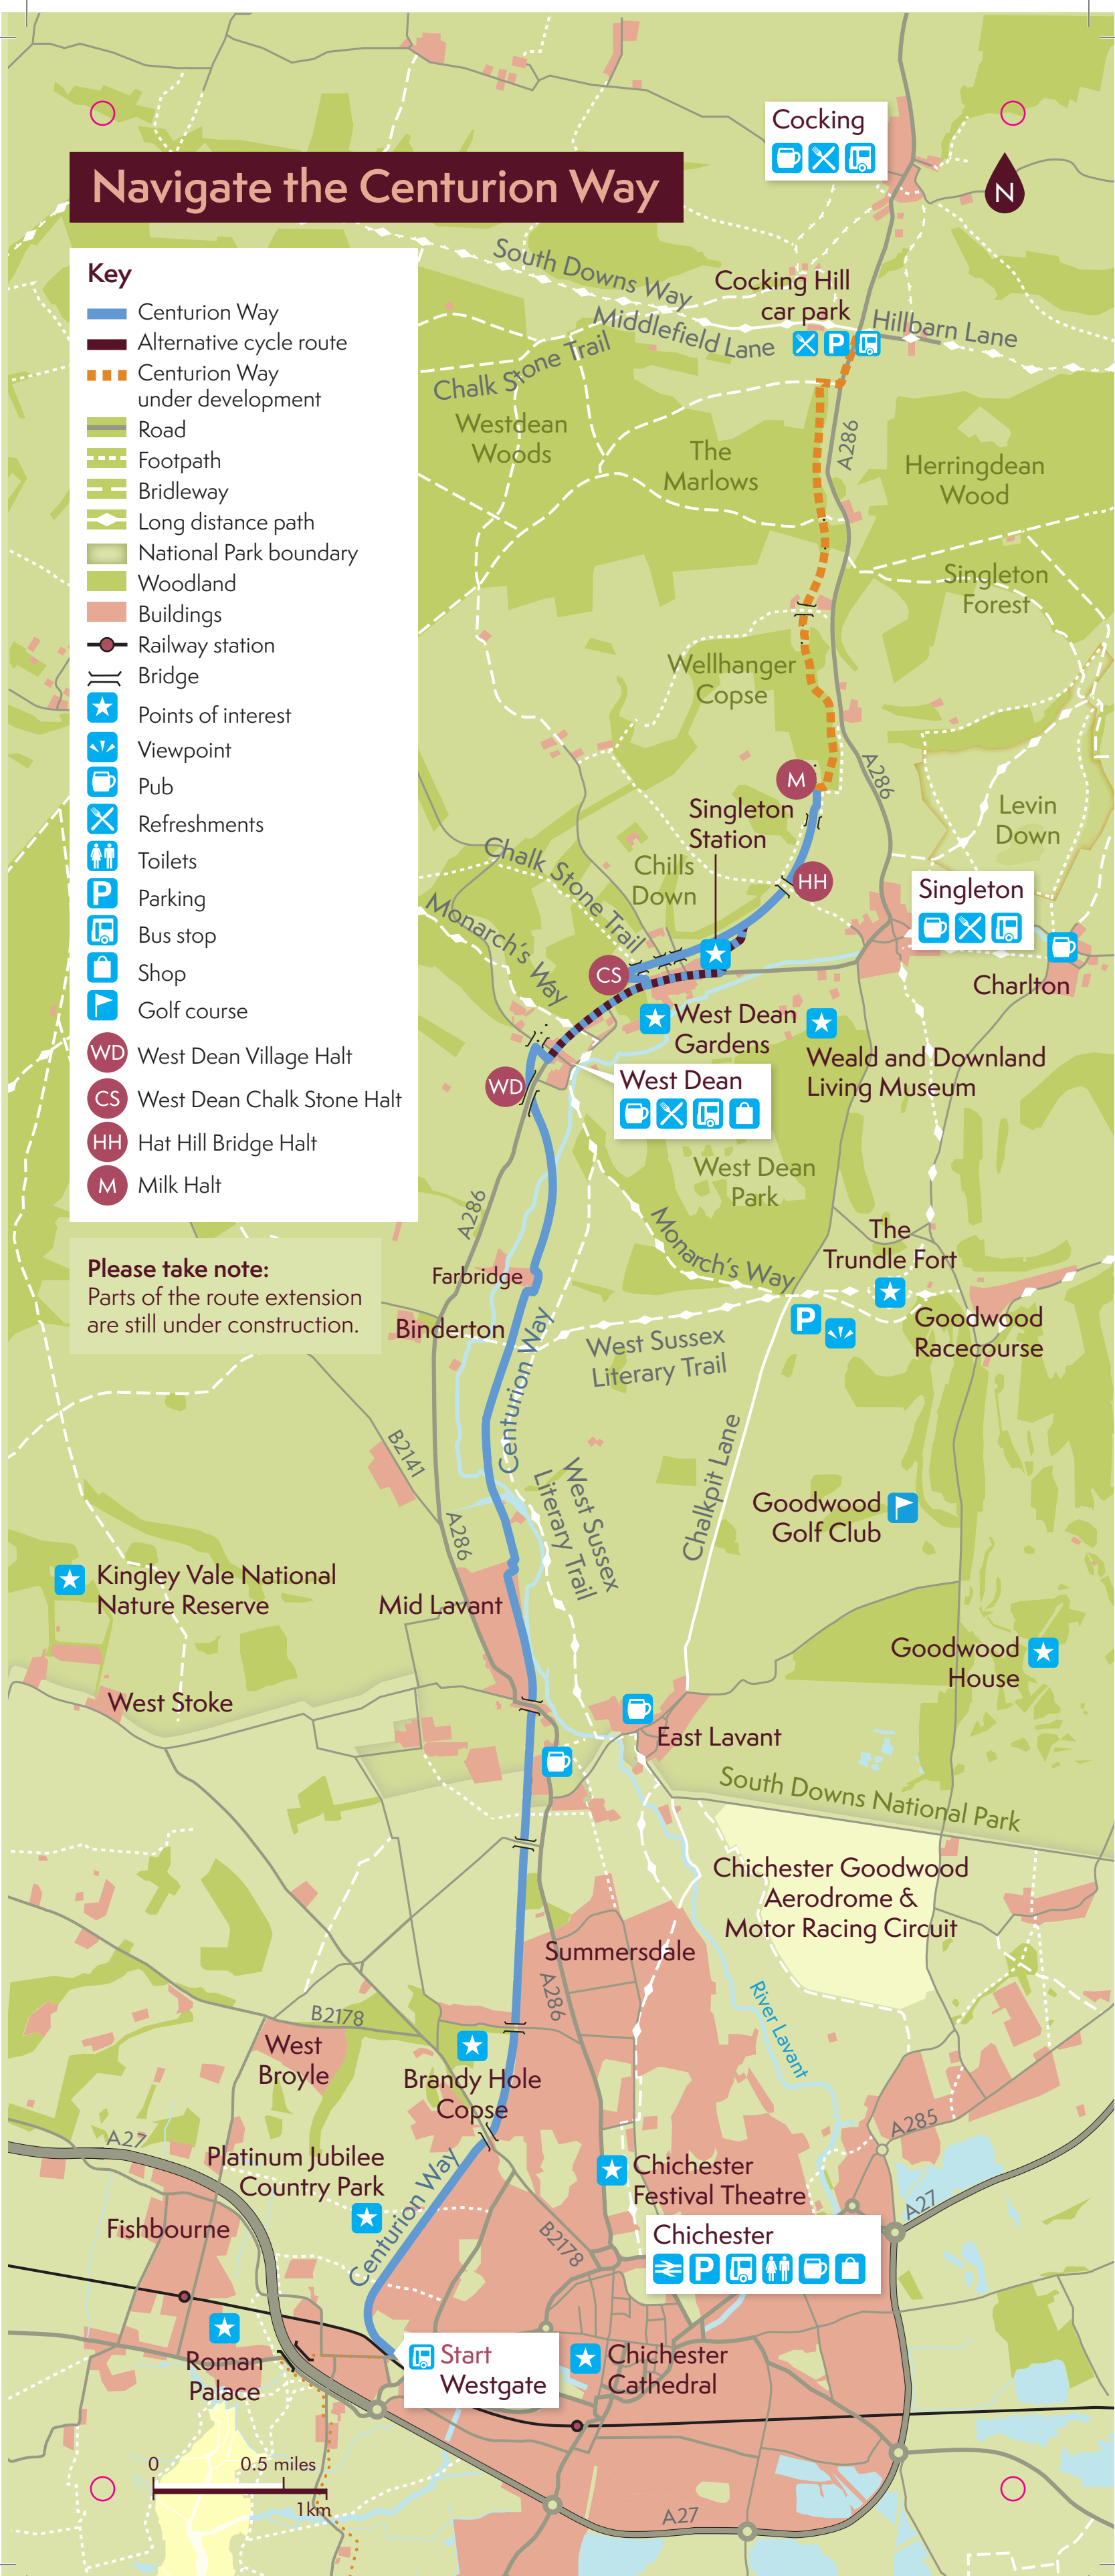 Cocking
Navigate the Centurion Way
N
Key
Centurion Way
Alternative cycle route
Centurion Way
under development
Road
Footpath
Bridleway
Long distance path
National Park boundary
Woodland
Buildings
Railway station
Bridge
Points of interest
Viewpoint
Pub
Refreshments
Toilets
P Parking
Bus stop
Shop
Golf course
WD West Dean Village Halt
CS West Dean Chalk Stone Halt
HH Hat Hill Bridge Halt
M Milk Halt
Please take note:
Parts of the route extension
are still under construction.
South Downs Way
Cocking Hill
car park
P
Middlefield Lane
Hillbarn Lane
Chalk Stone Trail
Westdean
Woods
The
Marlows
A286
Herringdean
Wood
Singleton
Forest
Wellhanger
Copse
M
A286
Singleton
Station
Levin
Down
Chills
Down
Chalk Stone Trail
HH
Singleton
Monarch's Way
CS
Charlton
West Dean
Gardens
Weald and Downland
Living Museum
WD
West Dean
West Dean
Park
A286
Monarch's Way
The
Trundle Fort
Farbridge
P
Goodwood
Racecourse
Binderton
Centurion Way
West Sussex
Literary Trail
B2141
Chalkpit Lane
West Sussex
Literary Trail
A286
Goodwood
Golf Club
Kingley Vale National
Nature Reserve
Mid Lavant
Goodwood
House
West Stoke
East Lavant
South Downs National Park
Chichester Goodwood
Aerodrome &
Motor Racing Circuit
Summersdale
A286
River Lavant
B2178
West
Broyle
Brandy Hole
Copse
A27
A285
Platinum Jubilee
Country Park
Chichester
Festival Theatre
A27
Fishbourne
Centurion Way
B2178
Chichester
P
Start
Westgate
Chichester
Cathedral
Roman
Palace
0
0.5 miles
1km
A27